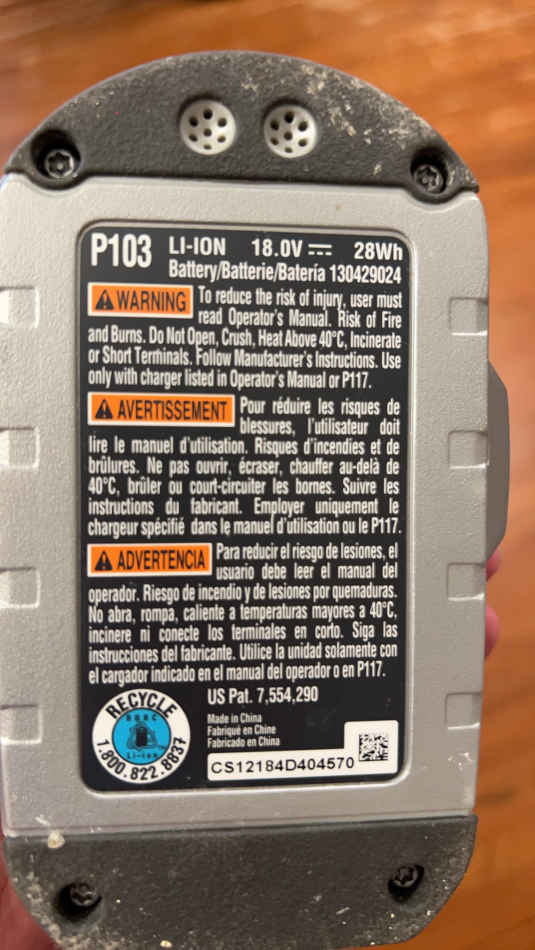 P103 LI-ION 18.0V 28Wh
Battery/Batterie/Batería 130429024
WARNING To reduce the risk of injury, user must
read Operator's Manual. Risk of Fire
and Burns. Do Not Open, Crush, Heat Above 40°C, Incinerate
or Short Terminals. Follow Manufacturer's Instructions. Use
only with charger listed in Operator's Manual or P117.
AVERTISSEMENT Pour réduire les risques de
blessures, l'utilisateur doit
lire le manuel d'utilisation. Risques d'incendies et de
brûlures. Ne pas ouvrir, écraser, chauffer au-delà de
40°C, brûler ou court-circuiter les bornes. Suivre les
instructions du fabricant. Employer uniquement le
chargeur spécifié dans le manuel d'utilisation ou le P117.
ADVERTENCIA Para reducir el riesgo de lesiones, el
usuario debe leer el manual del
operador. Riesgo de incendio y de lesiones por quemaduras.
No abra, rompa, caliente a temperaturas mayores a 40°C,
incinere ni conecte los terminales en corto. Siga las
instrucciones del fabricante. Utilice la unidad solamente con
el cargador indicado en el manual del operador o en P117.
US Pat. 7,554,290
RECYCLE
RBRC
Li-ion
1.800.822.8837
Made in China
Fabriqué en Chine
Fabricado en China
CS12184D404570